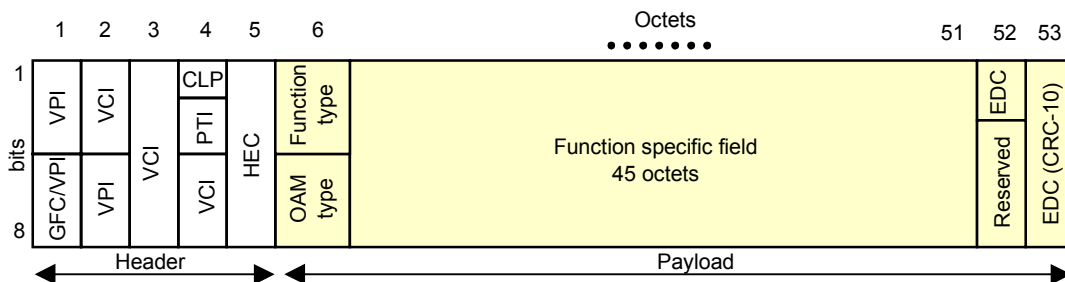 Octets
1 2 3 4 5 6 51 52 53
1
bits
8
VPI
GFC/VPI
VCI
VPI
VCI
CLP
PTI
VCI
HEC
Function
type
OAM
type
Function specific field
45 octets
EDC
Reserved
EDC (CRC-10)
Header
Payload